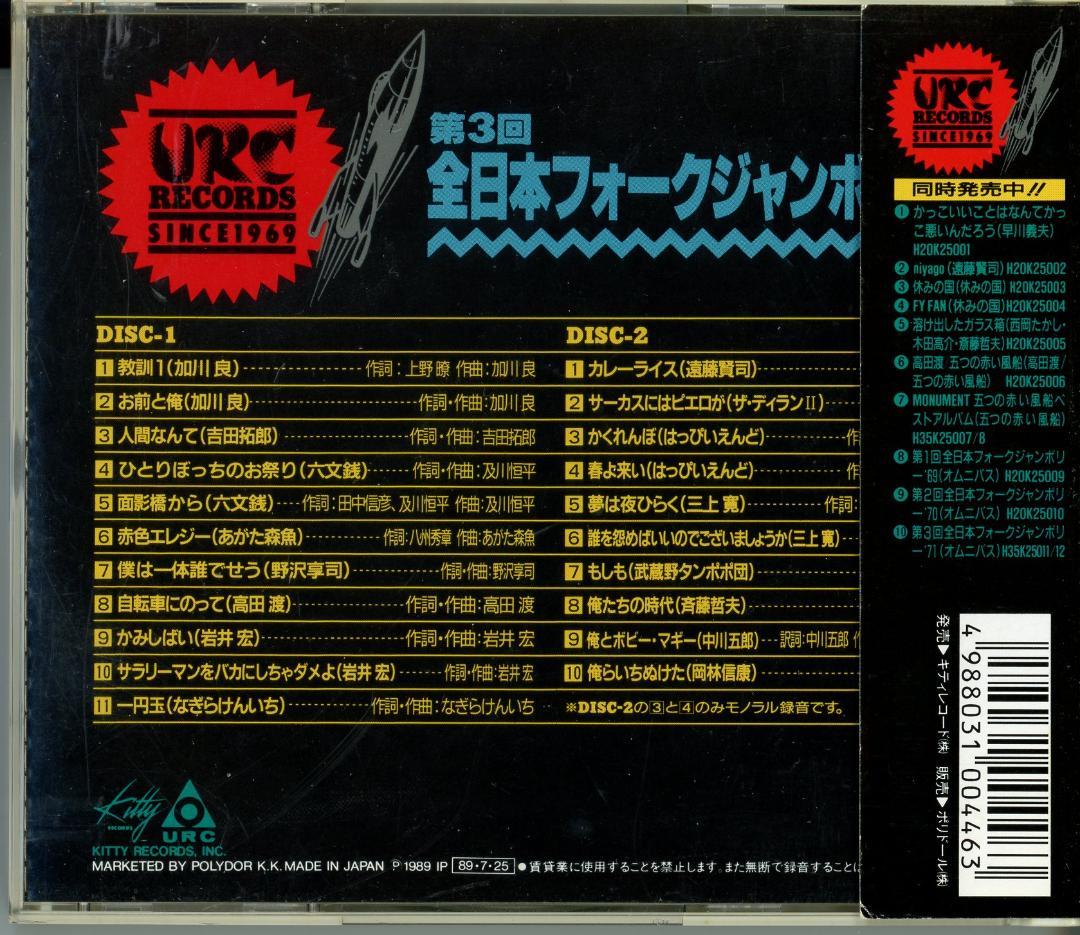 URC
RECORDS
SINCE1969
第3回
全日本フォークジャンボ
DISC-1
1 教訓1(加川 良)--------作詞:上野 瞭 作曲:加川 良
2 お前と俺(加川 良)--------作詞・作曲:加川 良
3 人間なんて(吉田拓郎)--------作詞・作曲:吉田拓郎
4 ひとりぼっちのお祭り(六文銭)------作詞・作曲:及川恒平
5 面影橋から(六文銭)----作詞:田中信彦、及川恒平 作曲:及川恒平
6 赤色エレジー(あがた森魚)--------作詞:八洲秀章 作曲:あがた森魚
7 僕は一体誰でせう(野沢享司)--------作詞・作曲:野沢享司
8 自転車にのって(高田 渡)--------作詞・作曲:高田 渡
9 かみしばい(岩井 宏)--------作詞・作曲:岩井 宏
10 サラリーマンをバカにしちゃダメよ(岩井 宏)------作詞・作曲:岩井 宏
11 一円玉(なぎらけんいち)--------作詞・作曲:なぎらけんいち
DISC-2
1 カレーライス(遠藤賢司)--------
2 サーカスにはピエロが(ザ・ディランII)----
3 かくれんぼ(はっぴいえんど)--------作
4 春よ来い(はっぴいえんど)--------作
5 夢は夜ひらく(三上 寛)--------作詞:
6 誰を怨めばいいのでございましょうか(三上 寛)---
7 もしも(武蔵野タンポポ団)--------
8 俺たちの時代(斉藤哲夫)--------
9 俺とボビー・マギー(中川五郎)---訳詞:中川五郎 作
10 俺らいちぬけた(岡林信康)--------
※DISC-2の3と4のみモノラル録音です。
Kitty
RECORDS
URC
KITTY RECORDS, INC.
MARKETED BY POLYDOR K.K. MADE IN JAPAN ℗1989 IP 89・7・25 ●賃貸業に使用することを禁止します。また無断で録音することは
URC
RECORDS
SINCE1969
同時発売中!!
❶ かっこいいことはなんてかっ
こ悪いんだろう(早川義夫)
H20K25001
❷ niyago(遠藤賢司)H20K25002
❸ 休みの国(休みの国)H20K25003
❹ FY FAN(休みの国)H20K25004
❺ 溶け出したガラス箱(西岡たかし・
木田高介・斎藤哲夫)H20K25005
❻ 高田渡 五つの赤い風船(高田渡/
五つの赤い風船) H20K25006
❼ MONUMENT 五つの赤い風船ベ
ストアルバム(五つの赤い風船)
H35K25007/8
❽ 第1回全日本フォークジャンボリ
ー'69(オムニバス) H20K25009
❾ 第2回全日本フォークジャンボリ
ー'70(オムニバス) H20K25010
❿ 第3回全日本フォークジャンボリ
ー'71(オムニバス)H35K25011/12
発売▶キティレコード(株) 販売▶ポリドール(株)
4 988031 004463